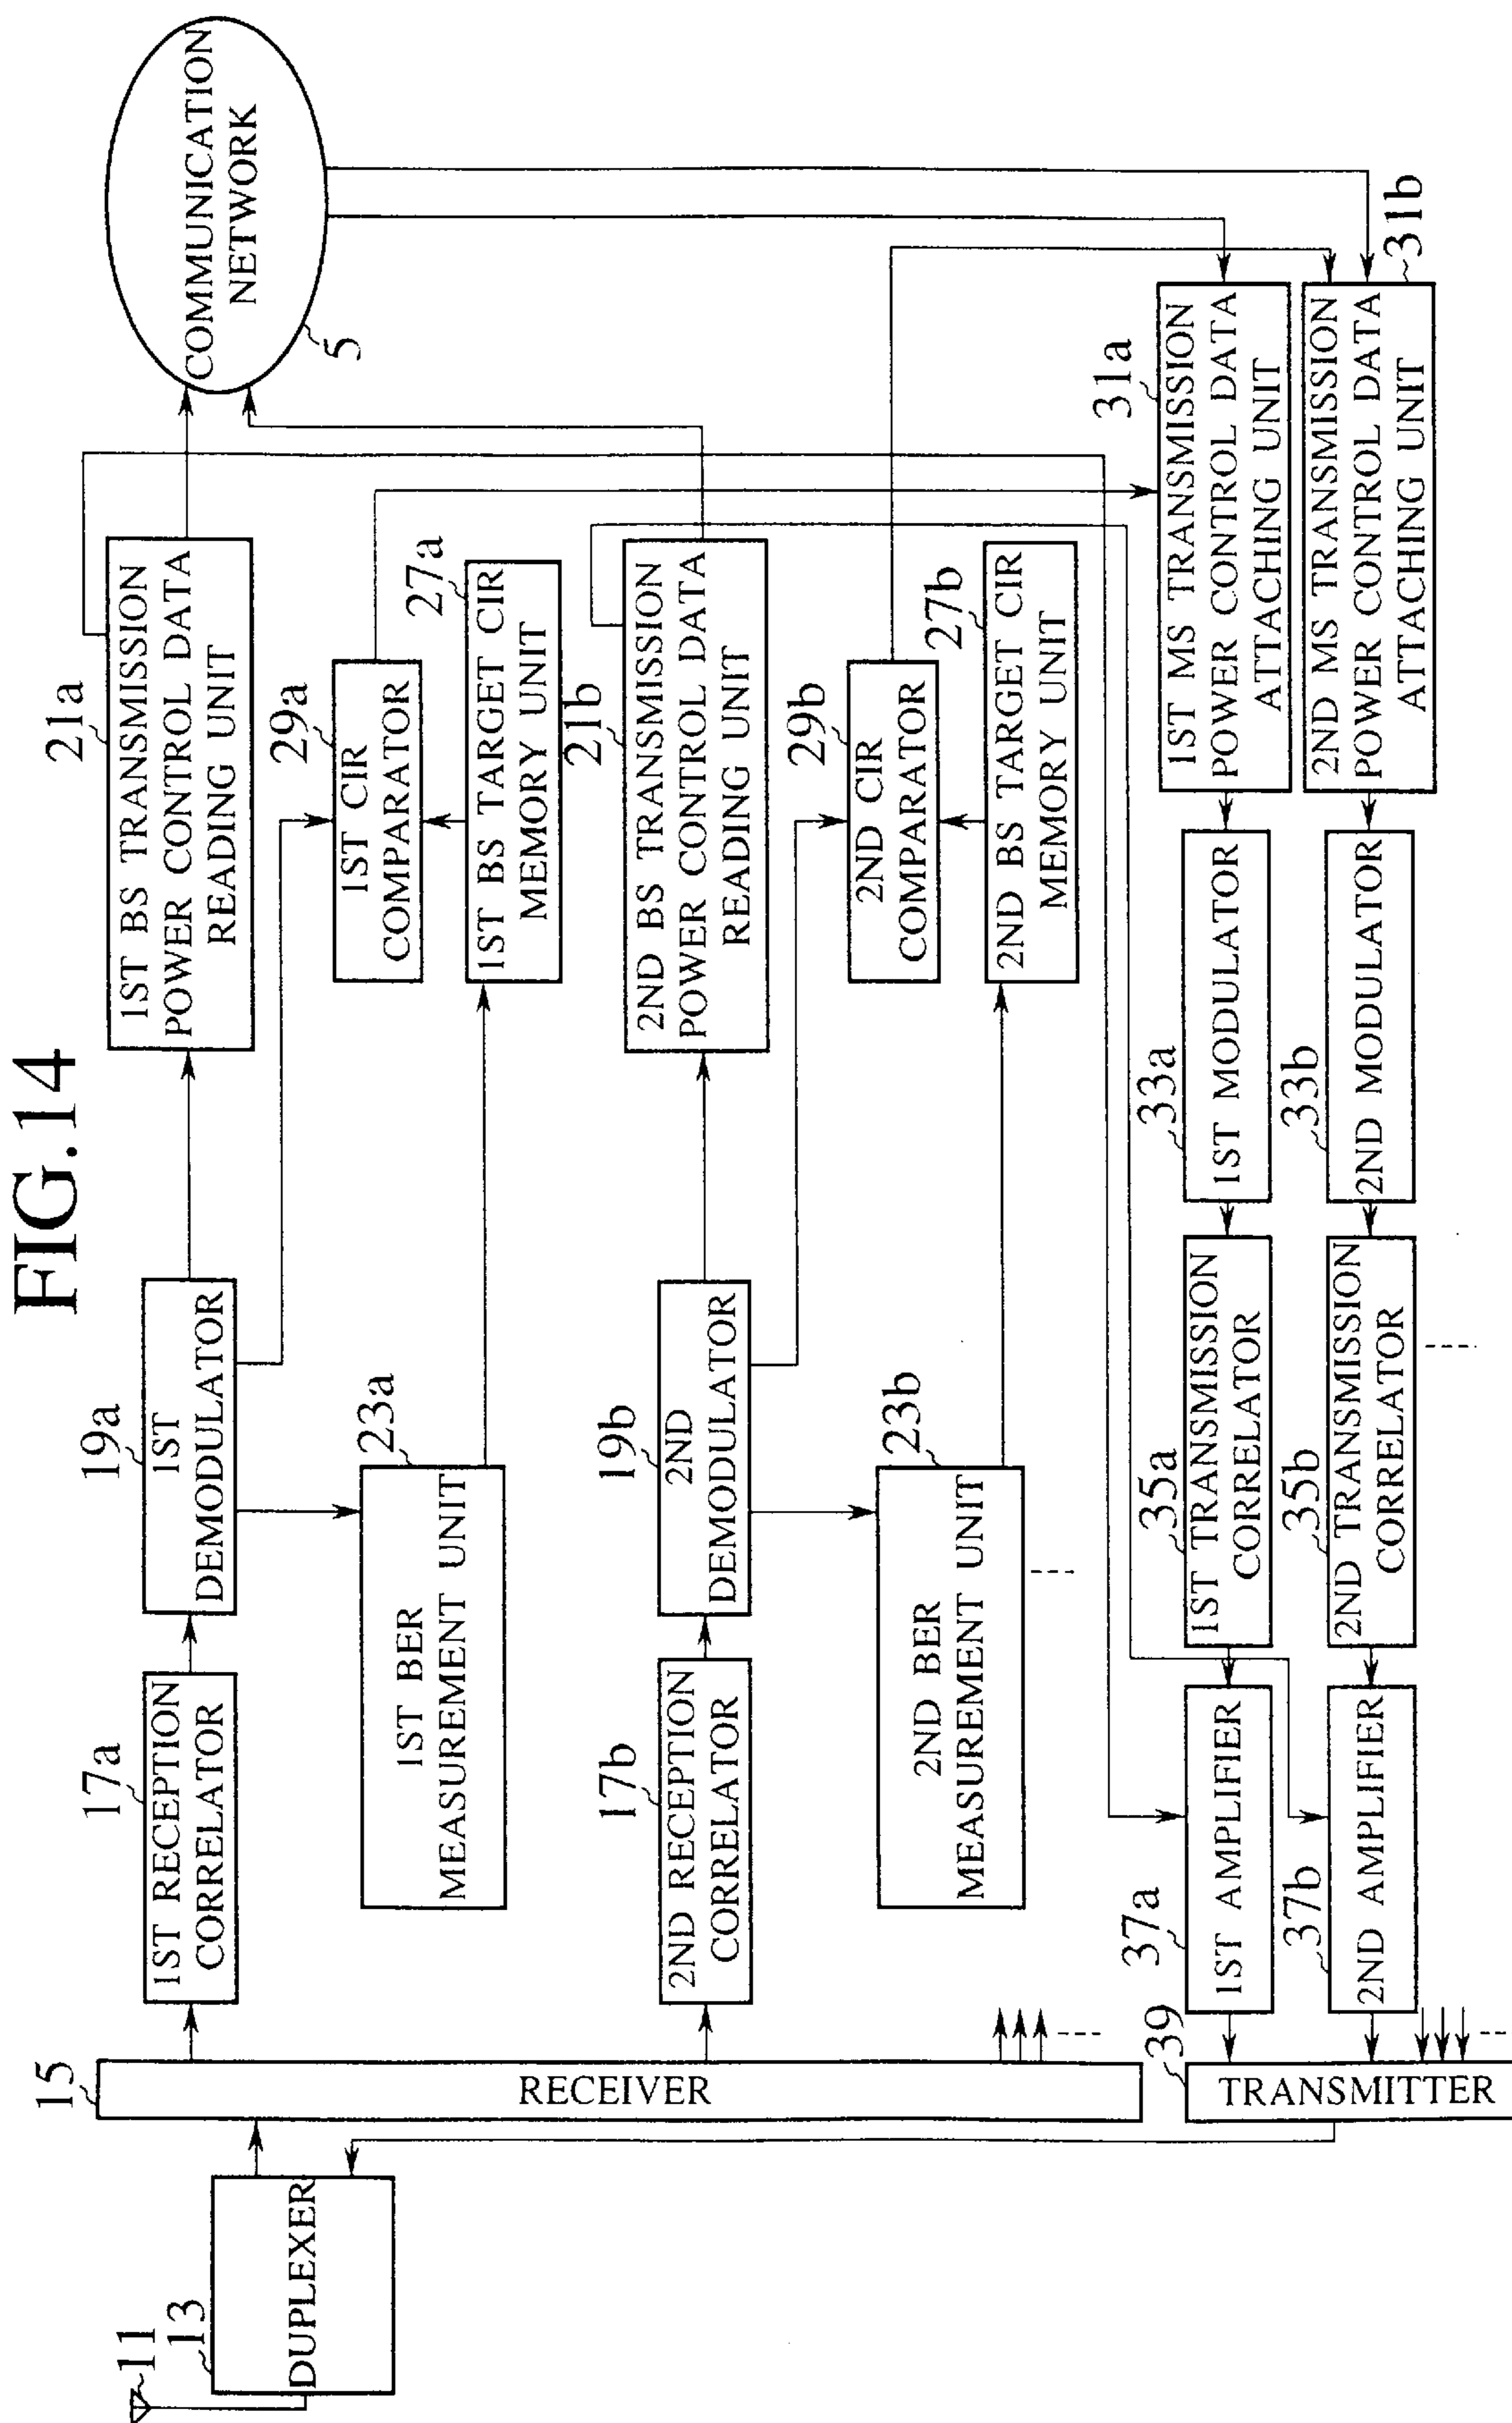 FIG.14
11
13
DUPLEXER
15
RECEIVER
17a
1ST RECEPTION
CORRELATOR
19a
1ST
DEMODULATOR
21a
1ST BS TRANSMISSION
POWER CONTROL DATA
READING UNIT
COMMUNICATION
NETWORK
5
23a
1ST BER
MEASUREMENT UNIT
29a
1ST CIR
COMPARATOR
27a
1ST BS TARGET CIR
MEMORY UNIT
17b
2ND RECEPTION
CORRELATOR
19b
2ND
DEMODULATOR
21b
2ND BS TRANSMISSION
POWER CONTROL DATA
READING UNIT
23b
2ND BER
MEASUREMENT UNIT
29b
2ND CIR
COMPARATOR
27b
2ND BS TARGET CIR
MEMORY UNIT
39
TRANSMITTER
37a
1ST AMPLIFIER
35a
1ST TRANSMISSION
CORRELATOR
33a
1ST MODULATOR
31a
1ST MS TRANSMISSION
POWER CONTROL DATA
ATTACHING UNIT
37b
2ND AMPLIFIER
35b
2ND TRANSMISSION
CORRELATOR
33b
2ND MODULATOR
31b
2ND MS TRANSMISSION
POWER CONTROL DATA
ATTACHING UNIT